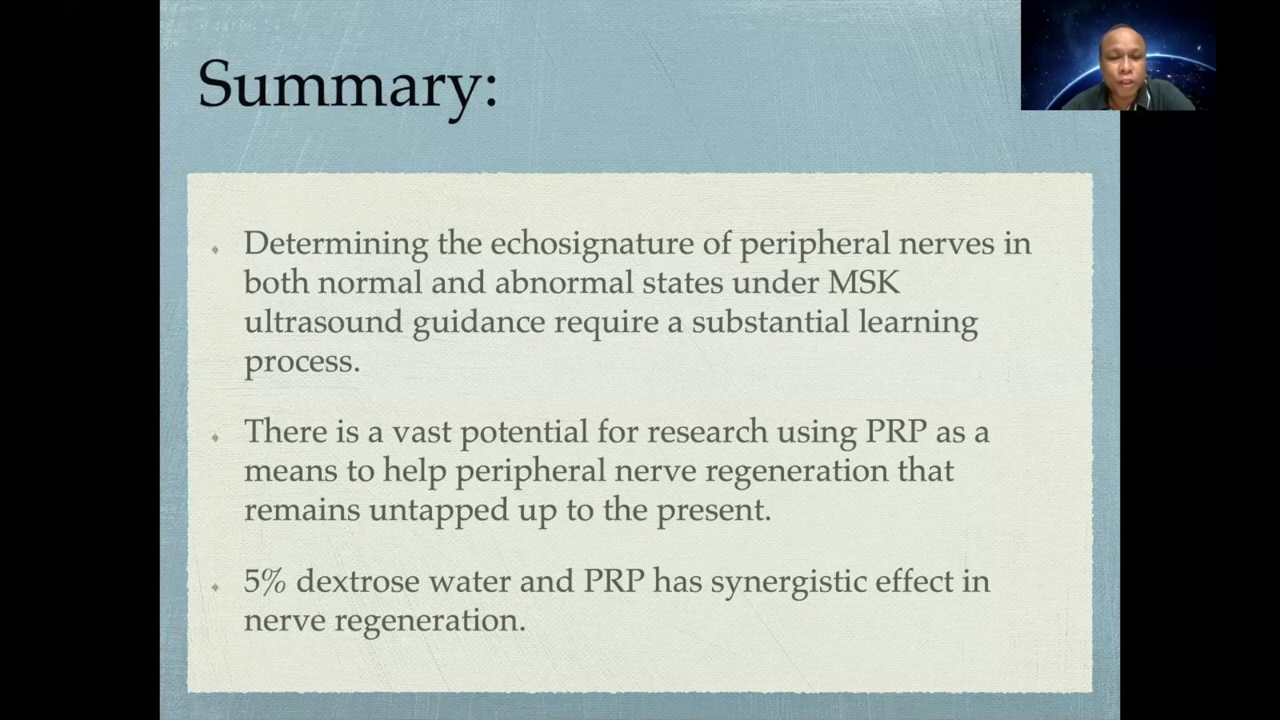 Summary:
Determining the echosignature of peripheral nerves in
both normal and abnormal states under MSK
ultrasound guidance require a substantial learning
process.
There is a vast potential for research using PRP as a
means to help peripheral nerve regeneration that
remains untapped up to the present.
5% dextrose water and PRP has synergistic effect in
nerve regeneration.